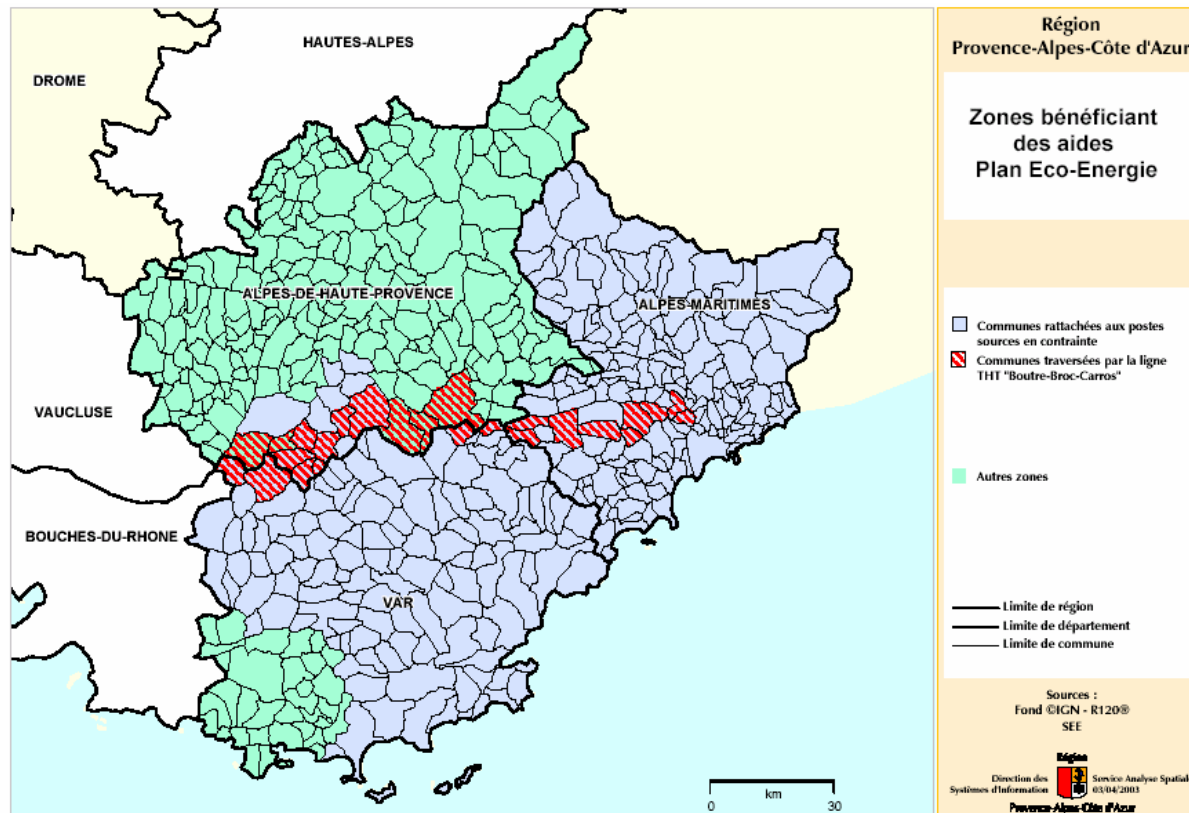 HAUTES-ALPES
DROME
ALPES-DE-HAUTE-PROVENCE
ALPES-MARITIMES
VAUCLUSE
BOUCHES-DU-RHONE
VAR
km
0 30
Région
Provence-Alpes-Côte d'Azur
Zones bénéficiant
des aides
Plan Eco-Energie
Communes rattachées aux postes
sources en contrainte
Communes traversées par la ligne
THT "Boutre-Broc-Carros"
Autres zones
Limite de région
Limite de département
Limite de commune
Sources :
Fond ©IGN - R120®
SEE
Région
Direction des
Systèmes d'Information
Service Analyse Spatial
03/04/2003
Provence-Alpes-Côte d'Azur